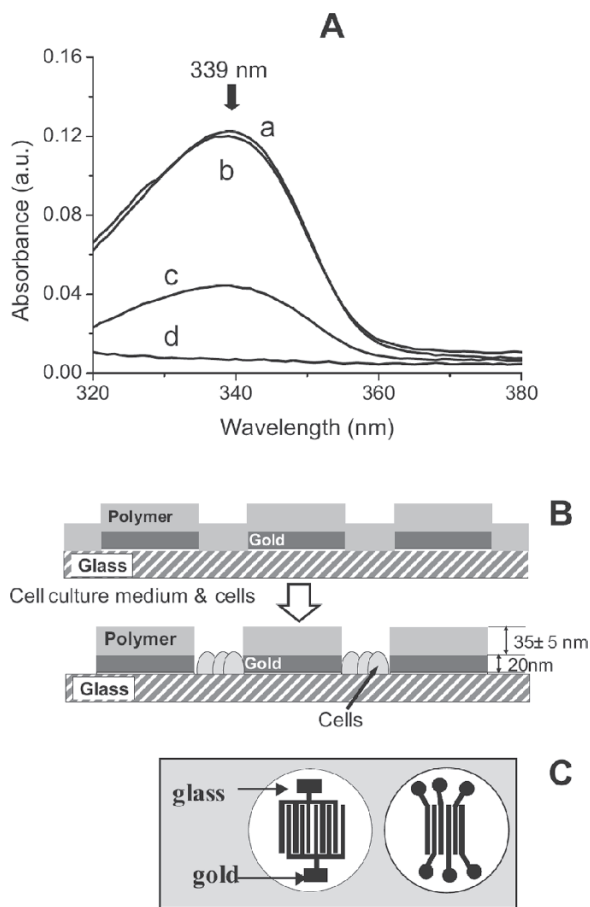 A
339 nm
0.16
0.12
0.08
0.04
0.00
Absorbance (a.u.)
a
b
c
d
320
340
360
380
Wavelength (nm)
B
Polymer
Gold
Glass
Cell culture medium & cells
Polymer
Gold
Glass
35± 5 nm
20nm
Cells
C
glass
gold